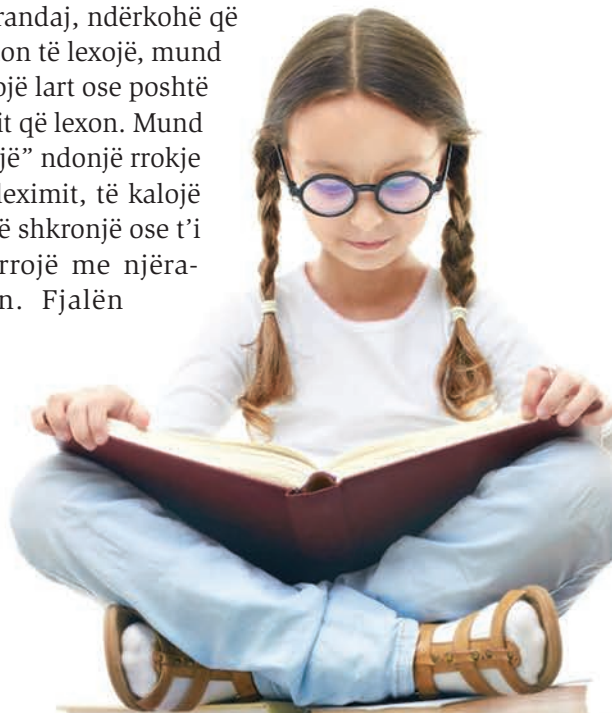 randaj, ndërkohë që
on të lexojë, mund
ojë lart ose poshtë
it që lexon. Mund
jë” ndonjë rrokje
leximit, të kalojë
ë shkronjë ose t’i
rrojë me njëra-
n. Fjalën